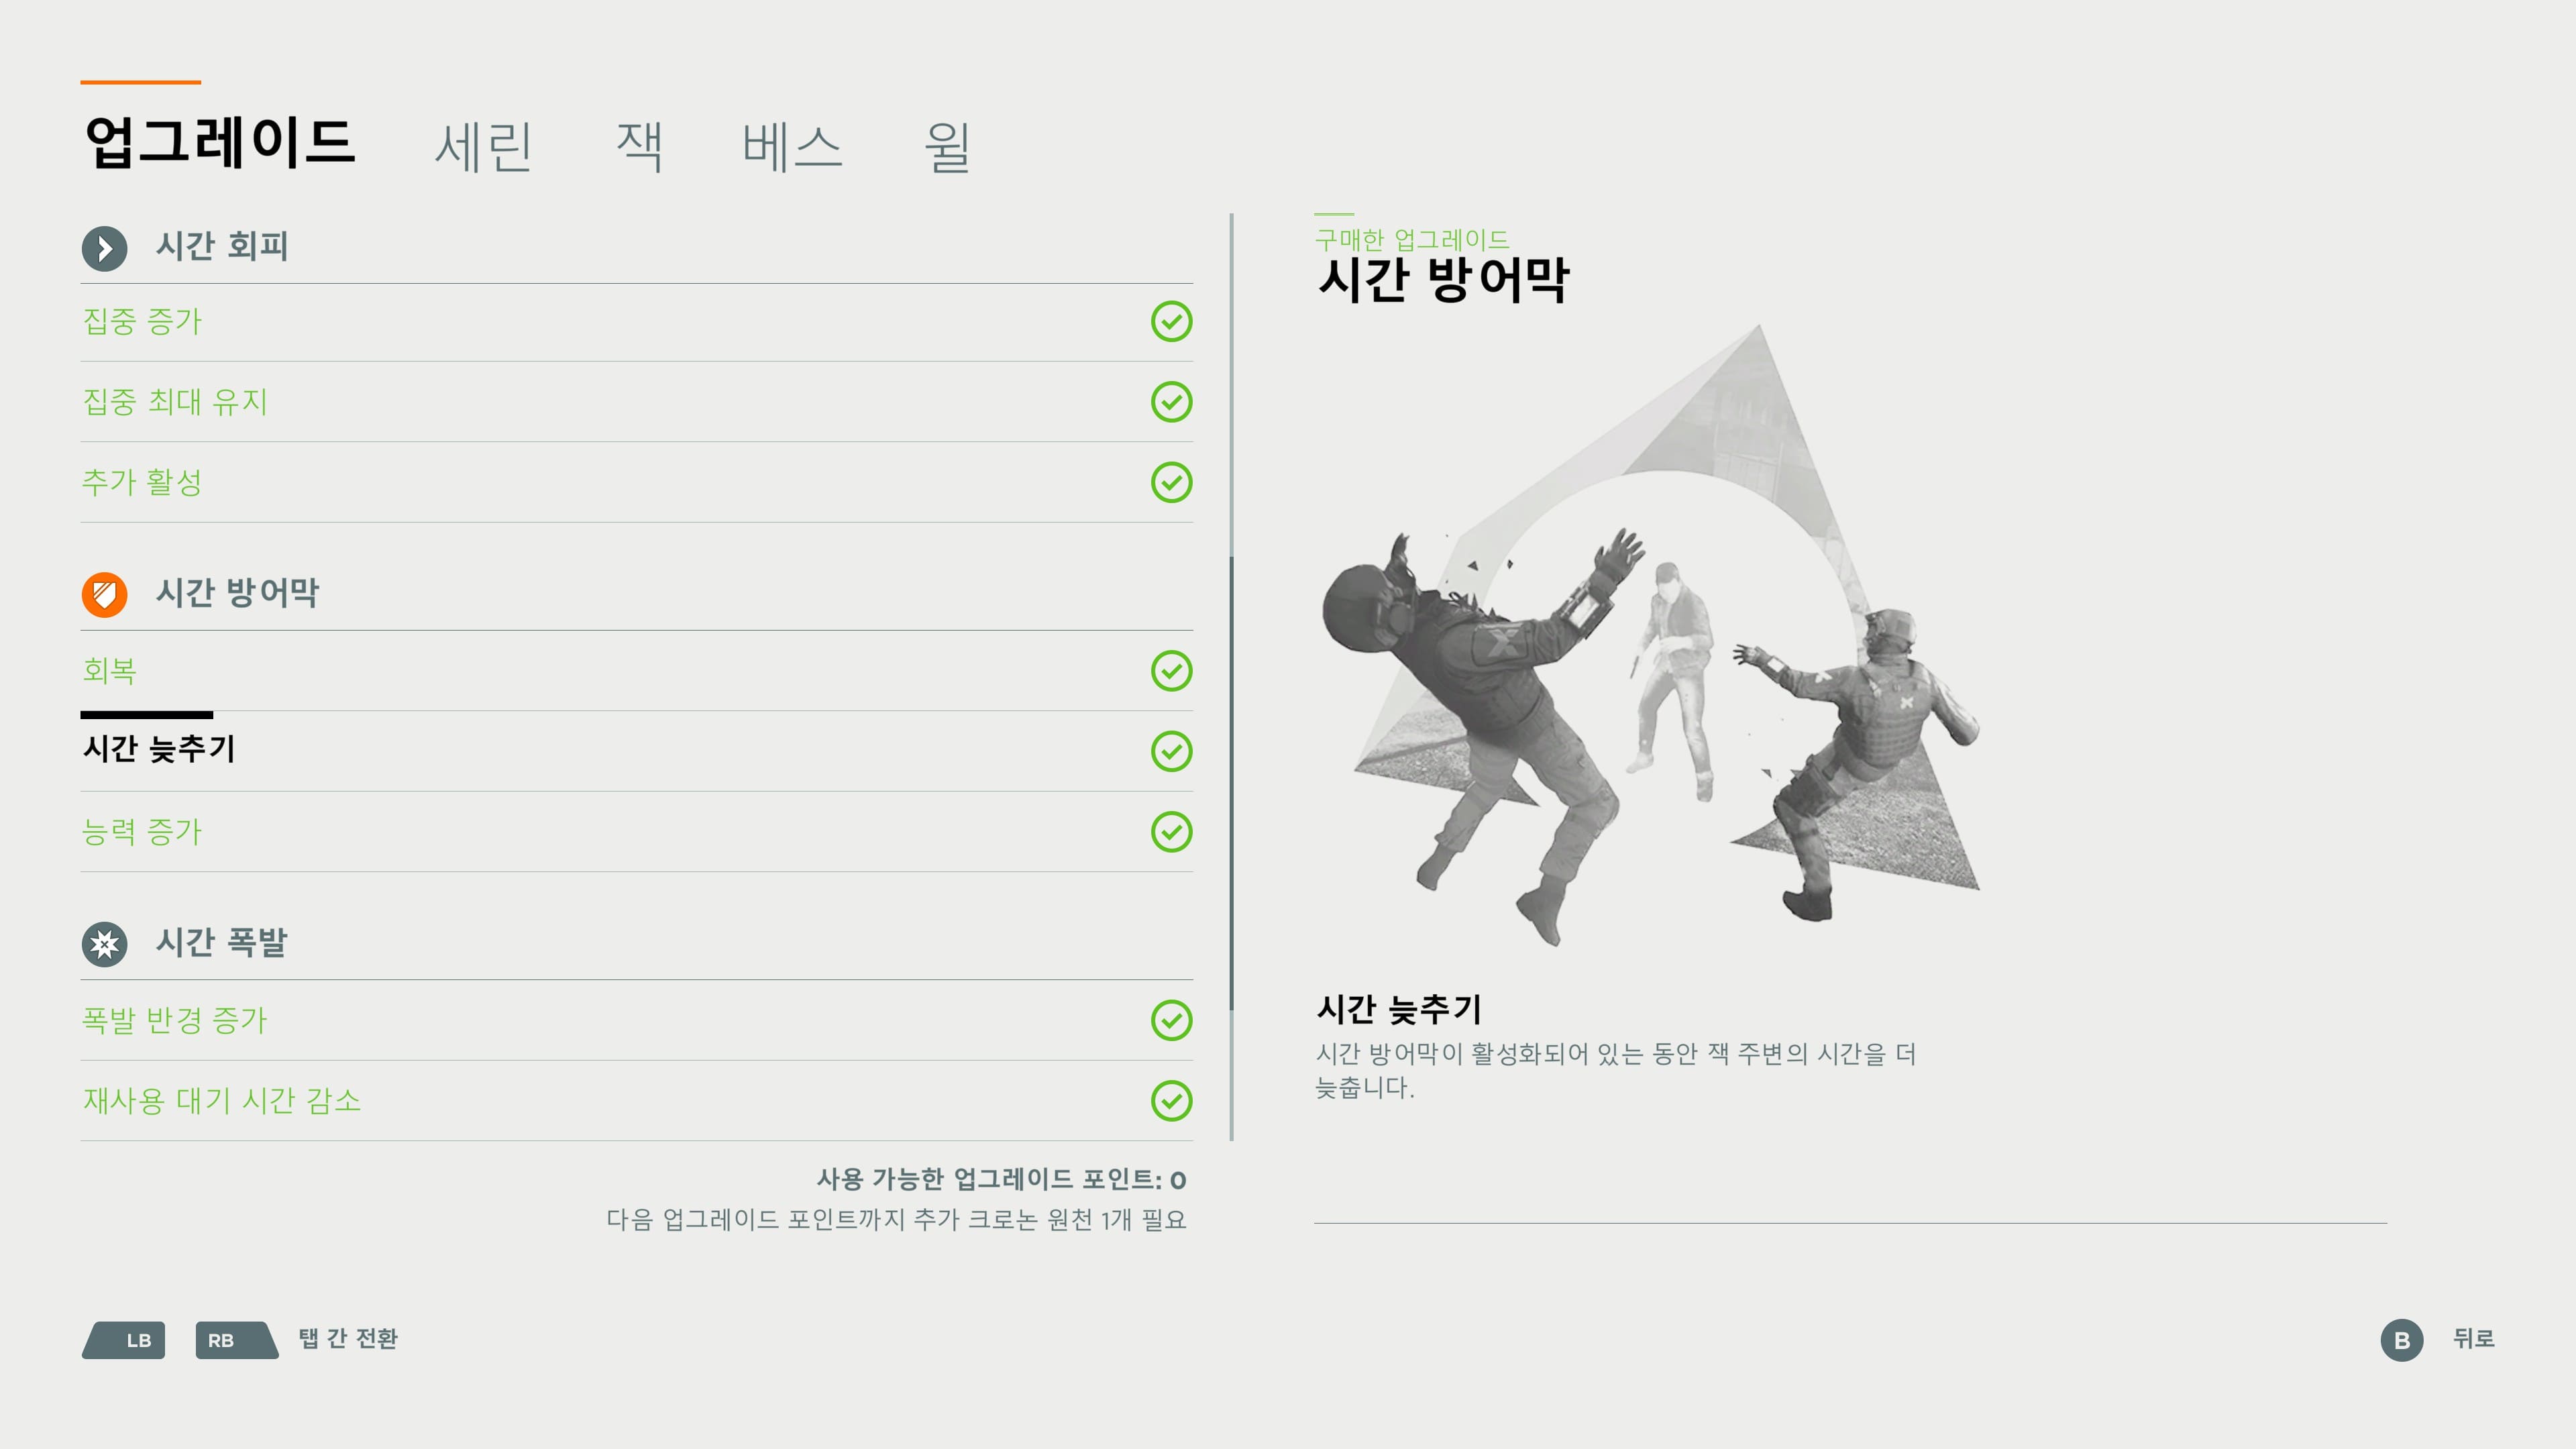 업그레이드 세린 잭 베스 윌
시간 회피
집중 증가
집중 최대 유지
추가 활성
시간 방어막
회복
시간 늦추기
능력 증가
시간 폭발
폭발 반경 증가
재사용 대기 시간 감소
사용 가능한 업그레이드 포인트: 0
다음 업그레이드 포인트까지 추가 크로논 원천 1개 필요
구매한 업그레이드
시간 방어막
시간 늦추기
시간 방어막이 활성화되어 있는 동안 잭 주변의 시간을 더
늦춥니다.
LB RB 탭 간 전환
B 뒤로